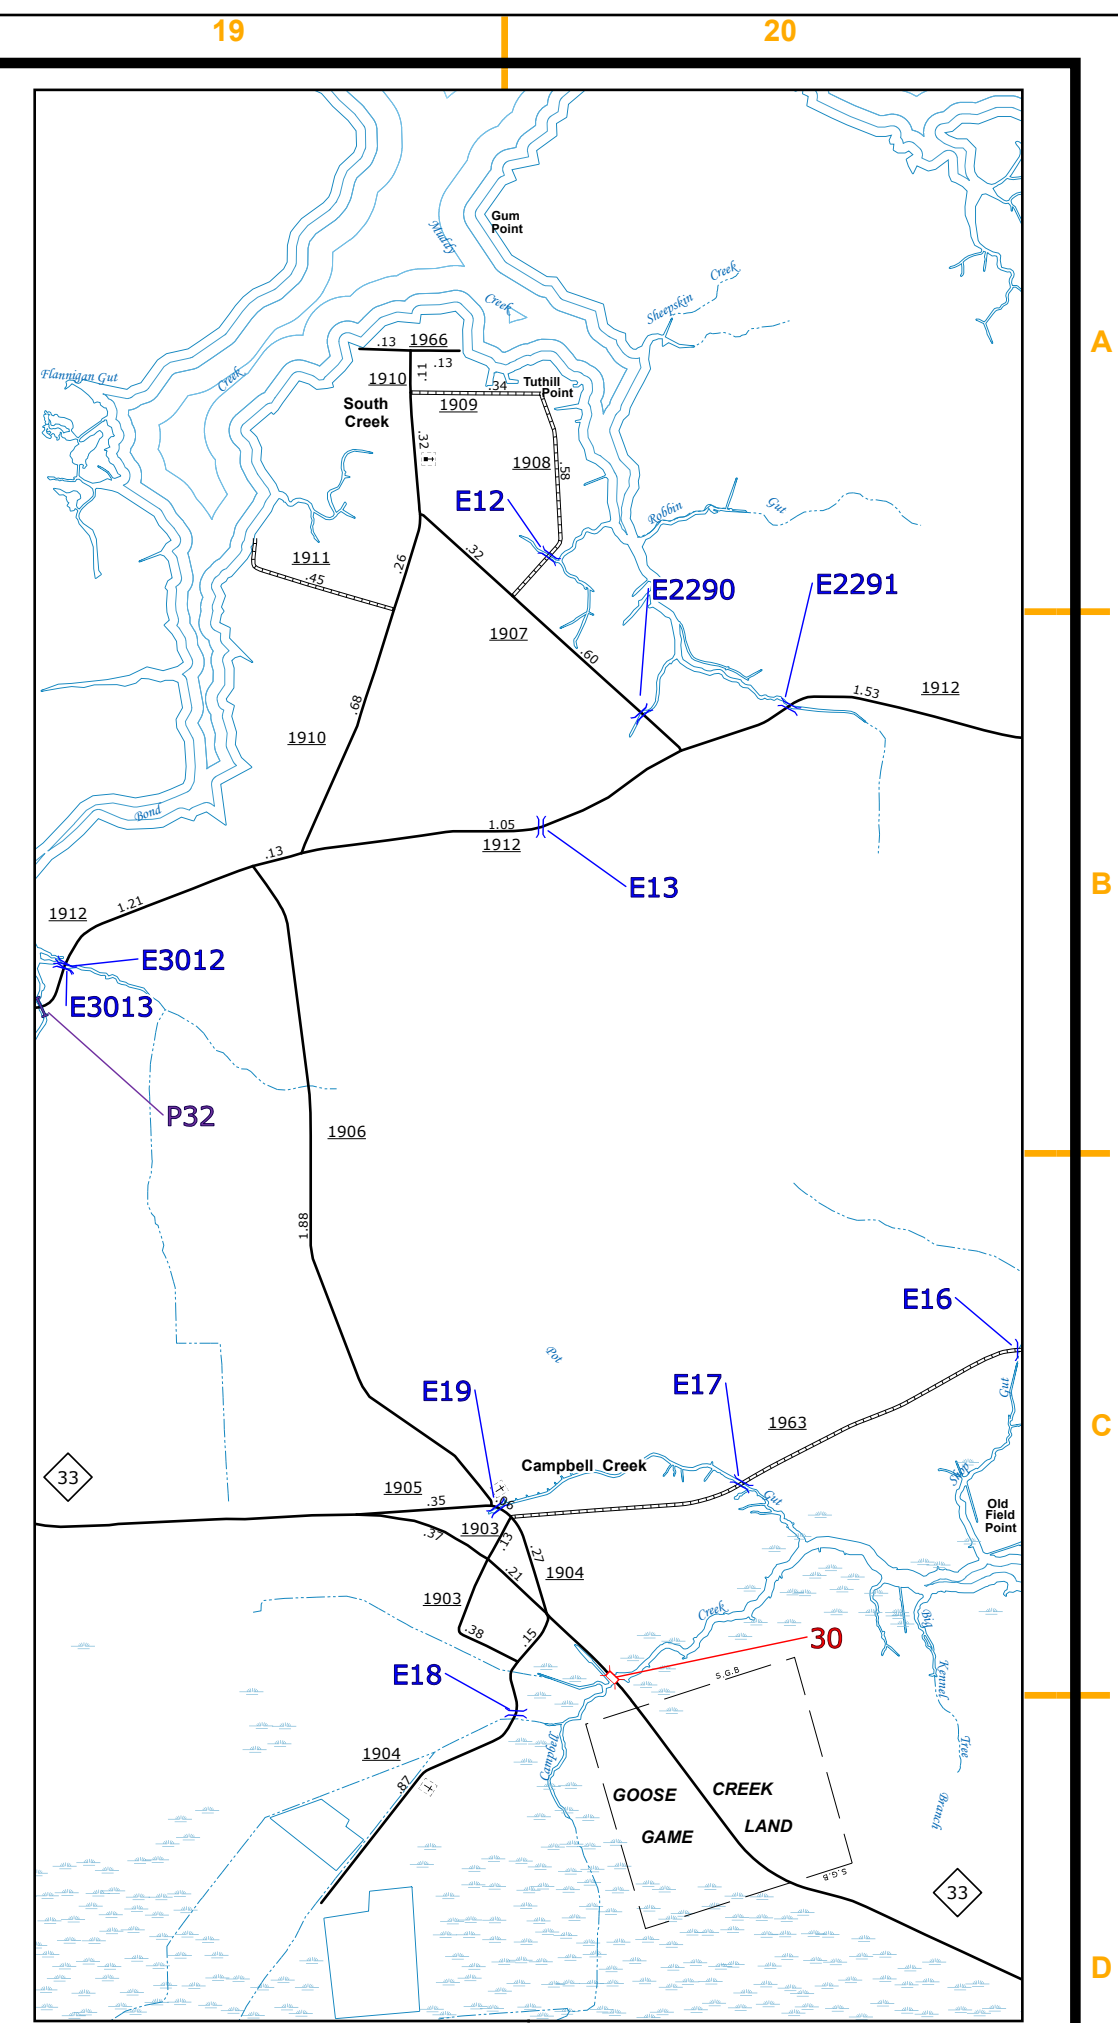 19
20
Gum
Point
Muddy
Creek
Sheepskin
Creek
A
Flannigan Gut
Creek
.13
1966
.13
1910
.11
Tuthill
Point
.34
1909
South
Creek
.32
1908
.58
E12
Robbin
Gut
1911
.45
.26
.32
E2290
E2291
1907
.60
1.53
1912
.68
1910
Bond
1.05
1912
.13
E13
B
1.21
1912
E3012
E3013
P32
1906
1.88
E16
Pot
E19
E17
Gut
1963
C
33
Campbell Creek
1905
.35
.06
Gut
Shop
Old
Field
Point
.37
1903
.13
.27
.21
1904
1903
.38
.15
Creek
Big
30
E18
S.G.B
Kennel
Campbell
Tree
1904
.87
GOOSE
CREEK
Branch
GAME
LAND
S.G.B
33
D